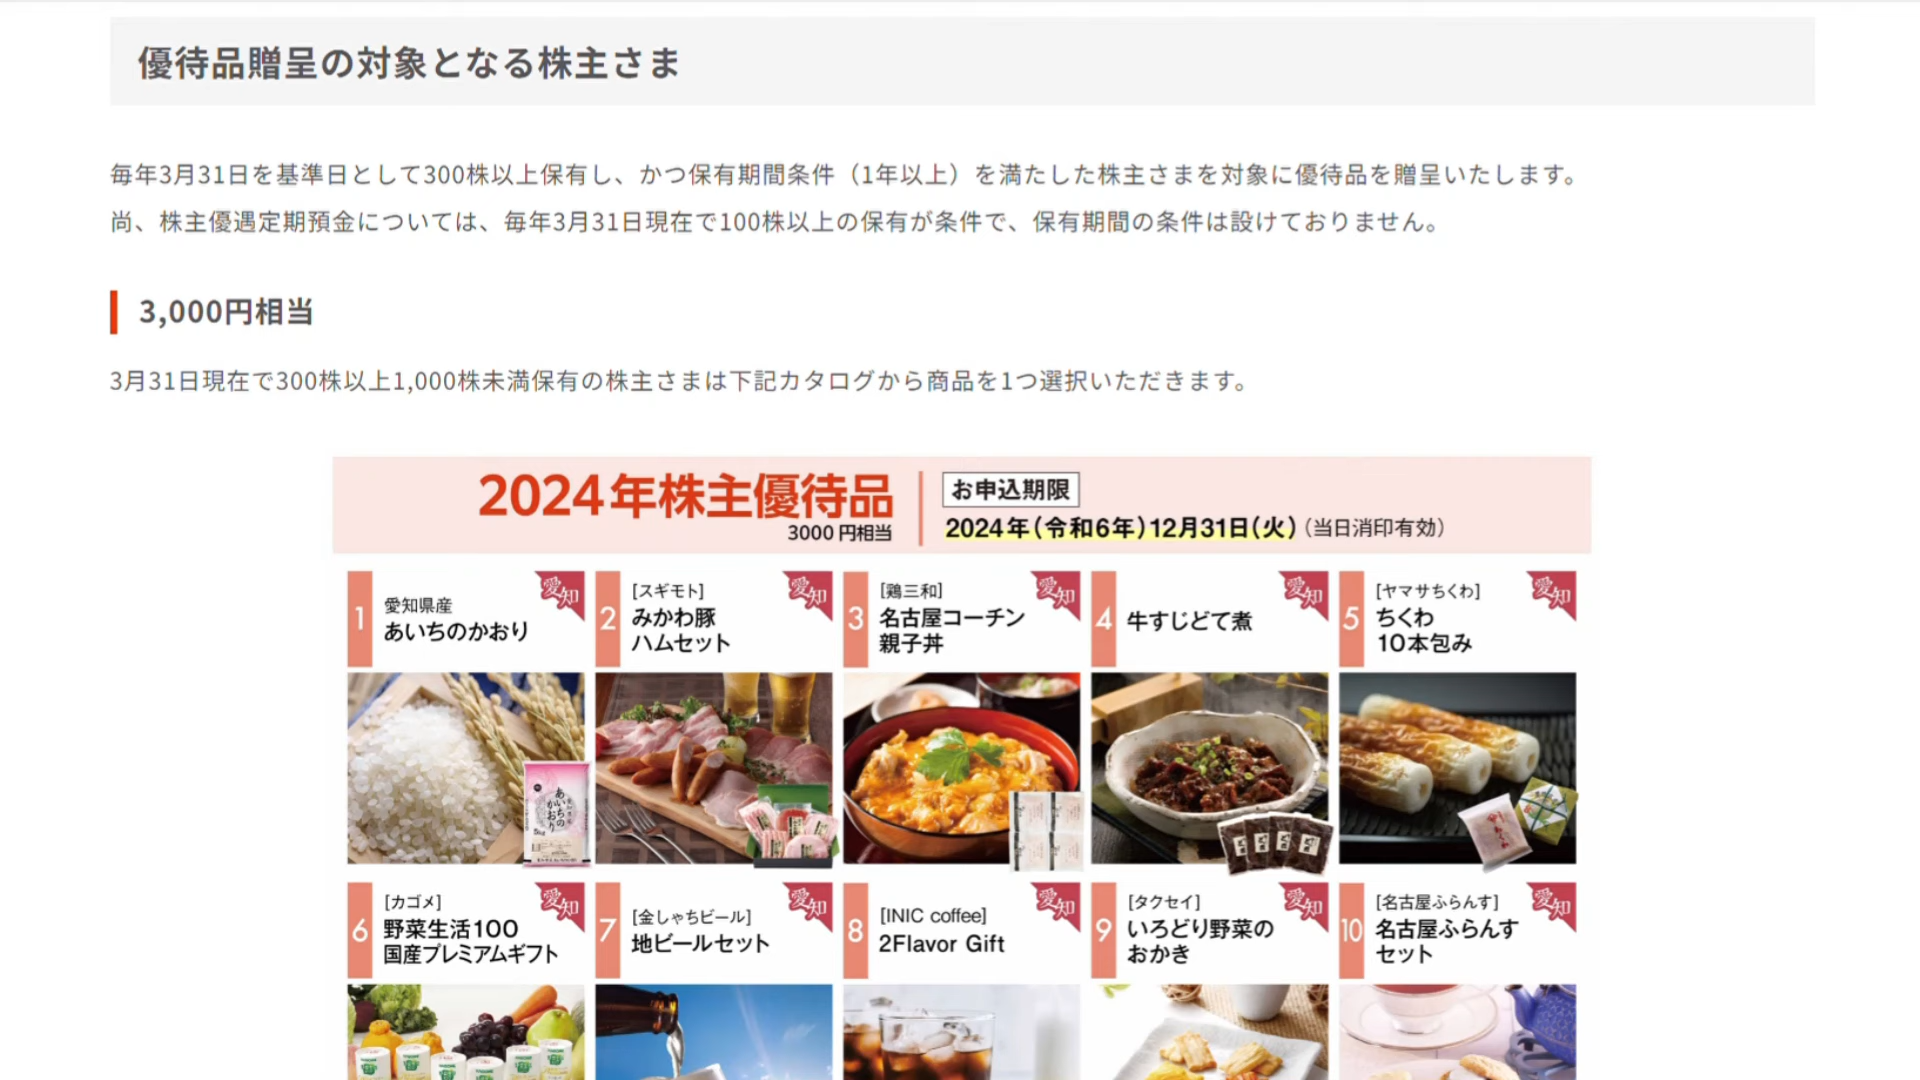 優待品贈呈の対象となる株主さま
毎年3月31日を基準日として300株以上保有し、かつ保有期間条件（1年以上）を満たした株主さまを対象に優待品を贈呈いたします。
尚、株主優遇定期預金については、毎年3月31日現在で100株以上の保有が条件で、保有期間の条件は設けておりません。
3,000円相当
3月31日現在で300株以上1,000株未満保有の株主さまは下記カタログから商品を1つ選択いただきます。
2024年株主優待品
3000円相当
お申込期限
2024年(令和6年)12月31日(火)(当日消印有効)
1
愛知県産
あいちのかおり
愛知
2
[スギモト]
みかわ豚
ハムセット
愛知
3
[鶏三和]
名古屋コーチン
親子丼
愛知
4
牛すじどて煮
愛知
5
[ヤマサちくわ]
ちくわ
10本包み
愛知
あいちの
かおり
5kg
6
[カゴメ]
野菜生活100
国産プレミアムギフト
愛知
7
[金しゃちビール]
地ビールセット
愛知
8
[INIC coffee]
2Flavor Gift
愛知
9
[タクセイ]
いろどり野菜の
おかき
愛知
10
[名古屋ふらんす]
名古屋ふらんす
セット
愛知